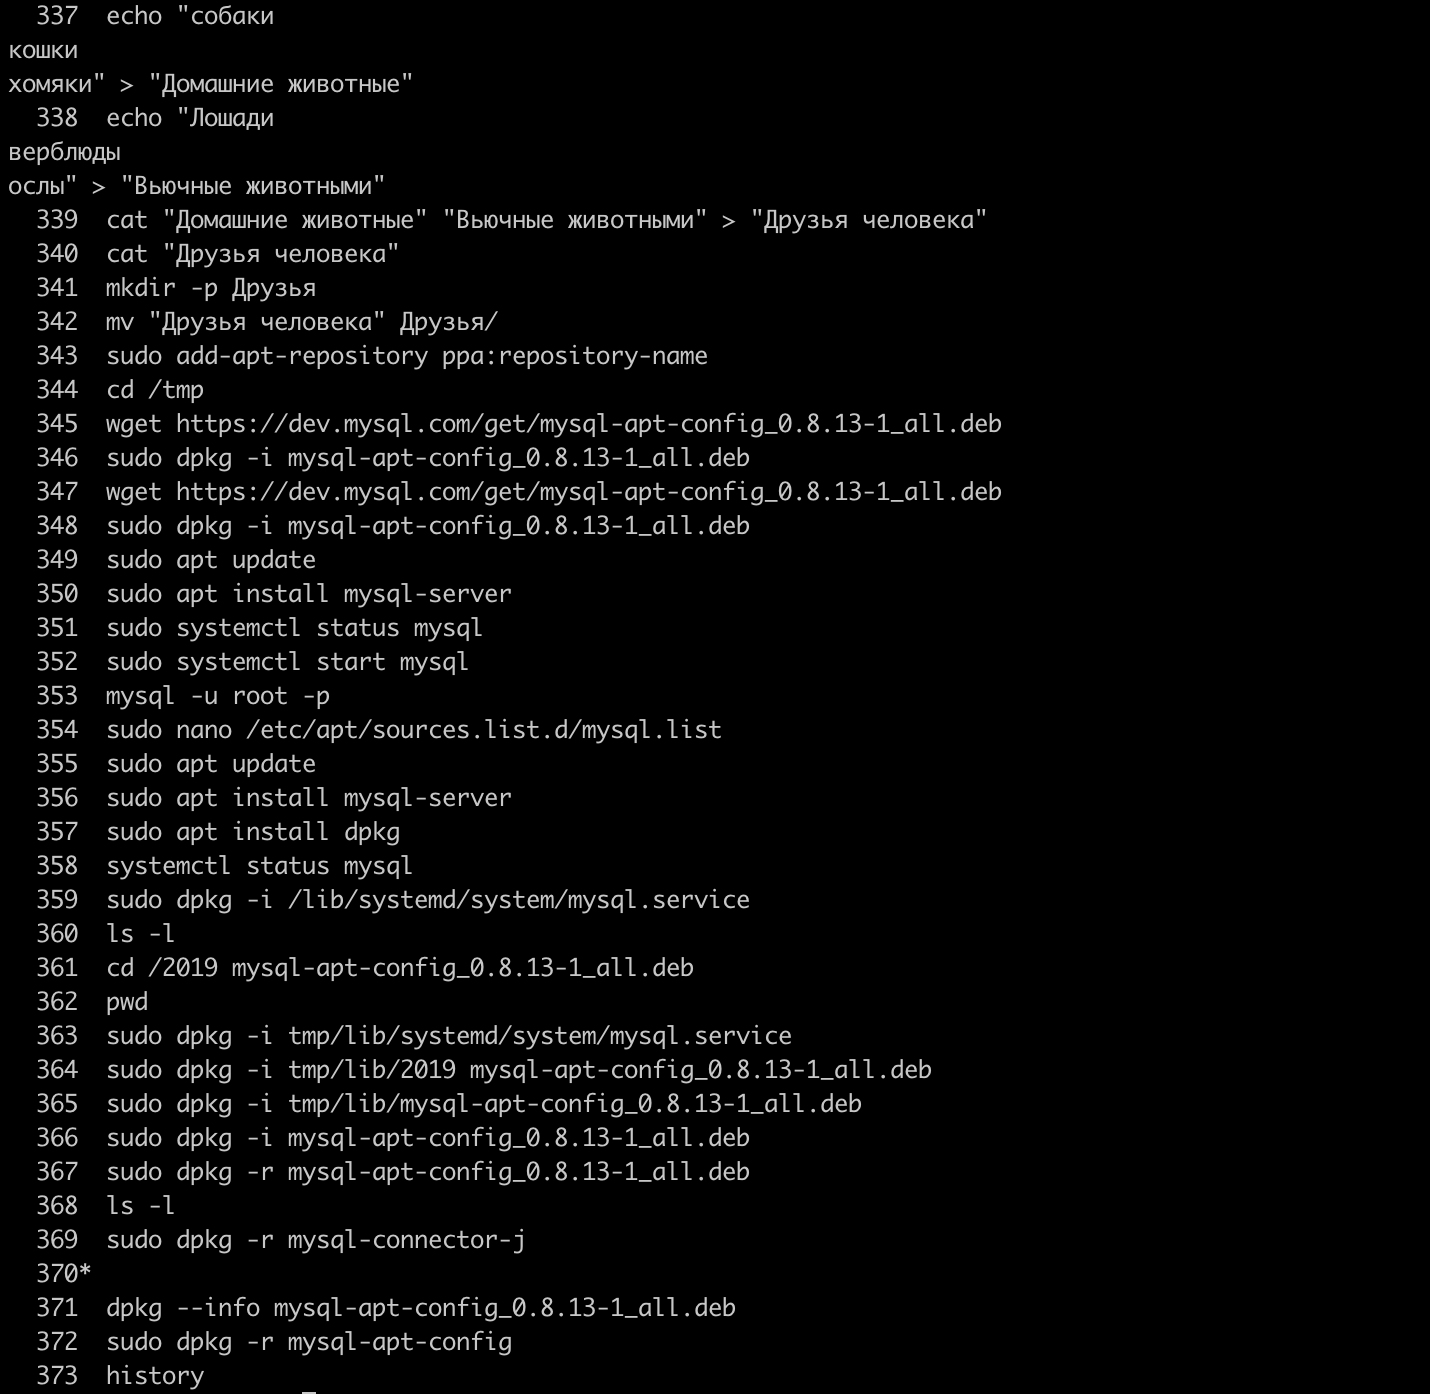 337  echo "собаки
кошки
хомяки" > "Домашние животные"
338  echo "Лошади
верблюды
ослы" > "Вьючные животными"
339  cat "Домашние животные" "Вьючные животными" > "Друзья человека"
340  cat "Друзья человека"
341  mkdir -p Друзья
342  mv "Друзья человека" Друзья/
343  sudo add-apt-repository ppa:repository-name
344  cd /tmp
345  wget https://dev.mysql.com/get/mysql-apt-config_0.8.13-1_all.deb
346  sudo dpkg -i mysql-apt-config_0.8.13-1_all.deb
347  wget https://dev.mysql.com/get/mysql-apt-config_0.8.13-1_all.deb
348  sudo dpkg -i mysql-apt-config_0.8.13-1_all.deb
349  sudo apt update
350  sudo apt install mysql-server
351  sudo systemctl status mysql
352  sudo systemctl start mysql
353  mysql -u root -p
354  sudo nano /etc/apt/sources.list.d/mysql.list
355  sudo apt update
356  sudo apt install mysql-server
357  sudo apt install dpkg
358  systemctl status mysql
359  sudo dpkg -i /lib/systemd/system/mysql.service
360  ls -l
361  cd /2019 mysql-apt-config_0.8.13-1_all.deb
362  pwd
363  sudo dpkg -i tmp/lib/systemd/system/mysql.service
364  sudo dpkg -i tmp/lib/2019 mysql-apt-config_0.8.13-1_all.deb
365  sudo dpkg -i tmp/lib/mysql-apt-config_0.8.13-1_all.deb
366  sudo dpkg -i mysql-apt-config_0.8.13-1_all.deb
367  sudo dpkg -r mysql-apt-config_0.8.13-1_all.deb
368  ls -l
369  sudo dpkg -r mysql-connector-j
370*
371  dpkg --info mysql-apt-config_0.8.13-1_all.deb
372  sudo dpkg -r mysql-apt-config
373  history